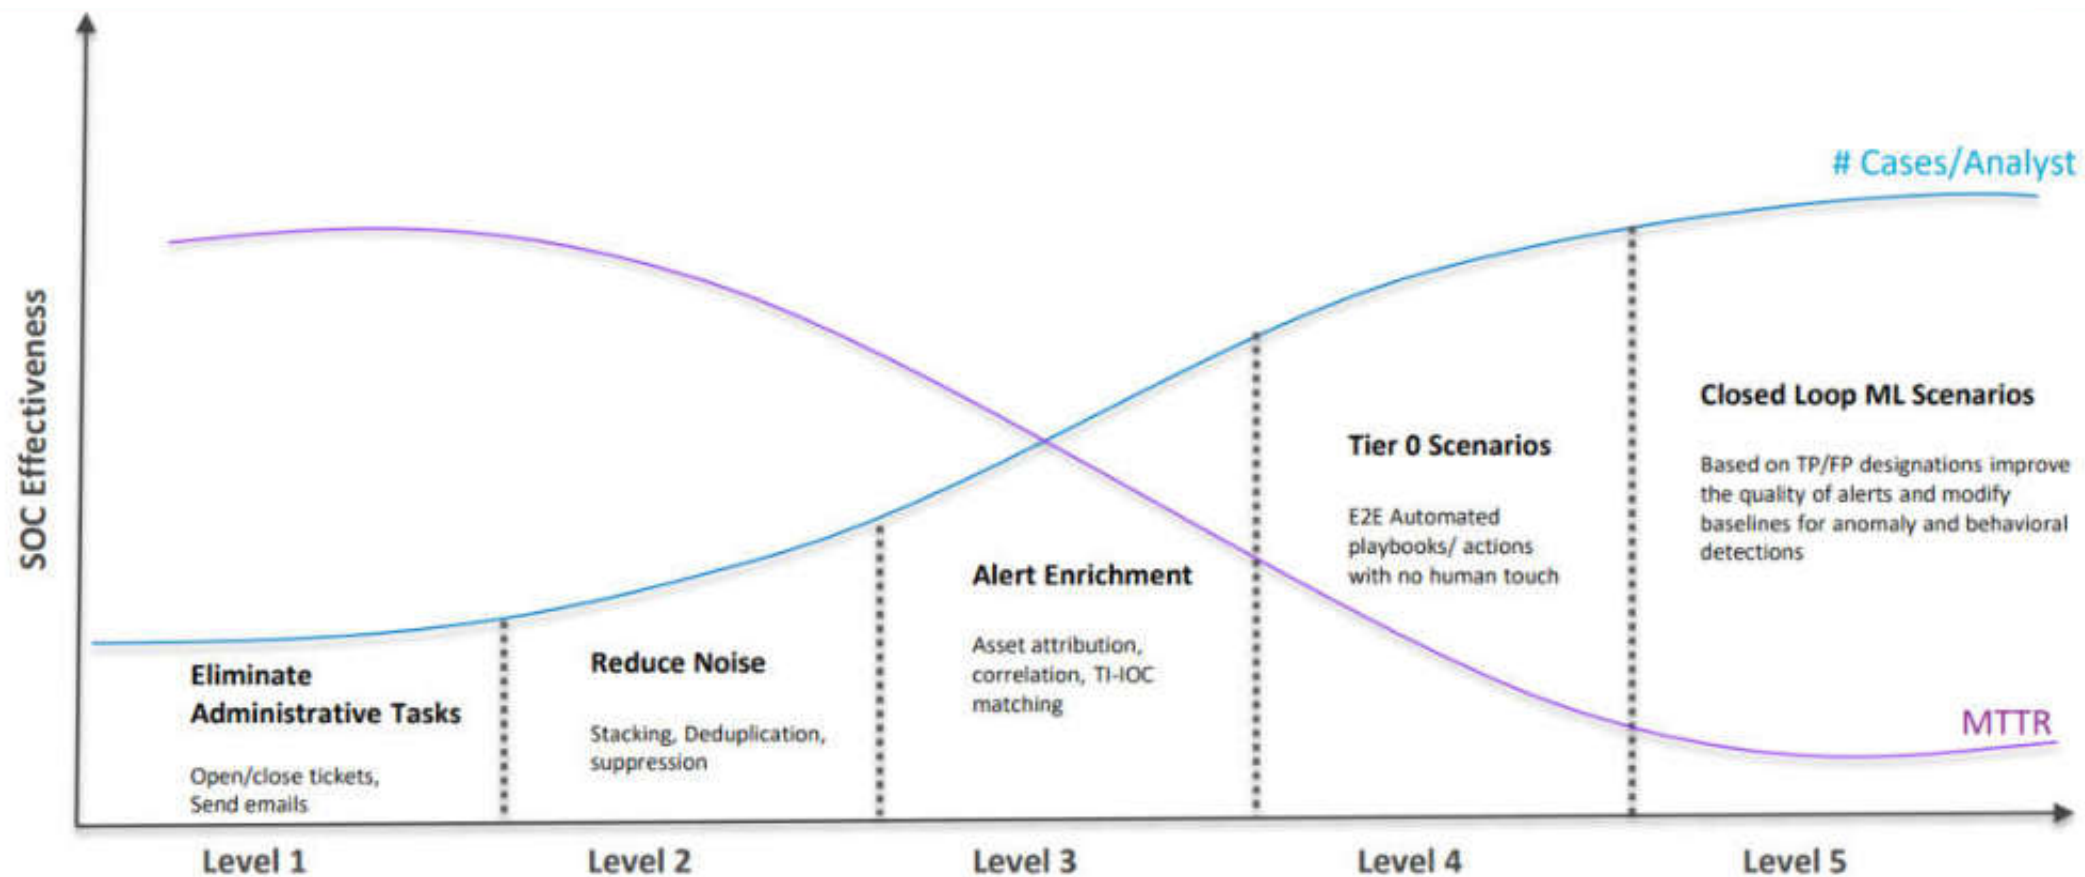 # Cases/Analyst
SOC Effectiveness
Eliminate
Administrative Tasks
Open/close tickets,
Send emails
Reduce Noise
Stacking, Deduplication,
suppression
Alert Enrichment
Asset attribution,
correlation, TI-IOC
matching
Tier 0 Scenarios
E2E Automated
playbooks/ actions
with no human touch
Closed Loop ML Scenarios
Based on TP/FP designations improve
the quality of alerts and modify
baselines for anomaly and behavioral
detections
MTTR
Level 1
Level 2
Level 3
Level 4
Level 5